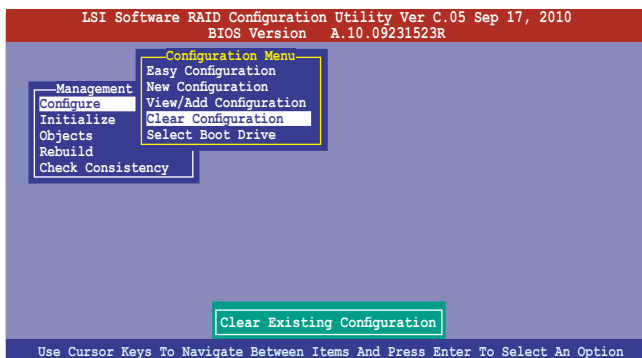 LSI Software RAID Configuration Utility Ver C.05 Sep 17, 2010
BIOS Version A.10.09231523R
Configuration Menu
Easy Configuration
New Configuration
View/Add Configuration
Clear Configuration
Select Boot Drive
Management
Configure
Initialize
Objects
Rebuild
Check Consistency
Clear Existing Configuration
Use Cursor Keys To Navigate Between Items And Press Enter To Select An Option